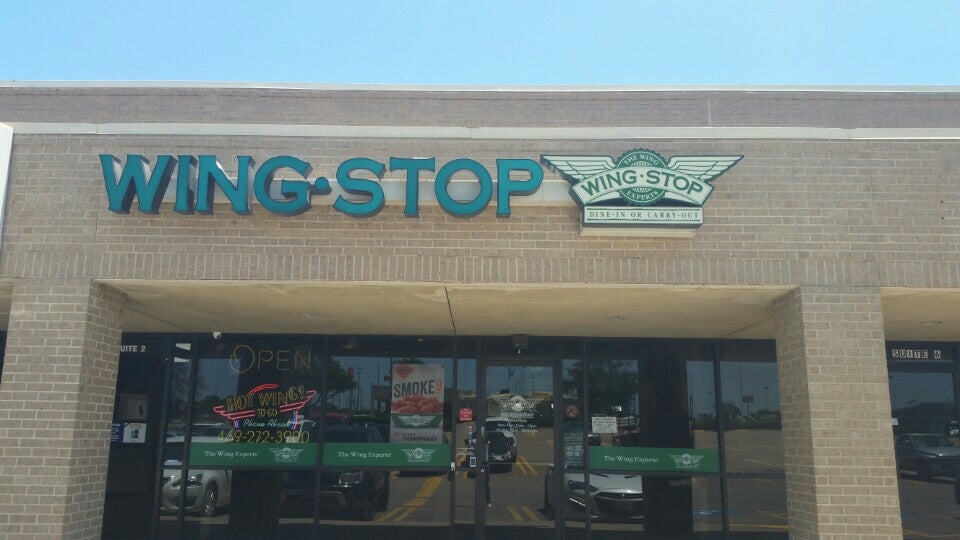 WING·STOP
THE WING
WING·STOP
EXPERTS
DINE-IN OR CARRY-OUT
SUITE 2
SUITE 6
OPEN
HOT WINGS
TO GO
Phone Ahead
469-272-3900
SMOKE
The Wing Experts
The Wing Experts
The Wing Experts